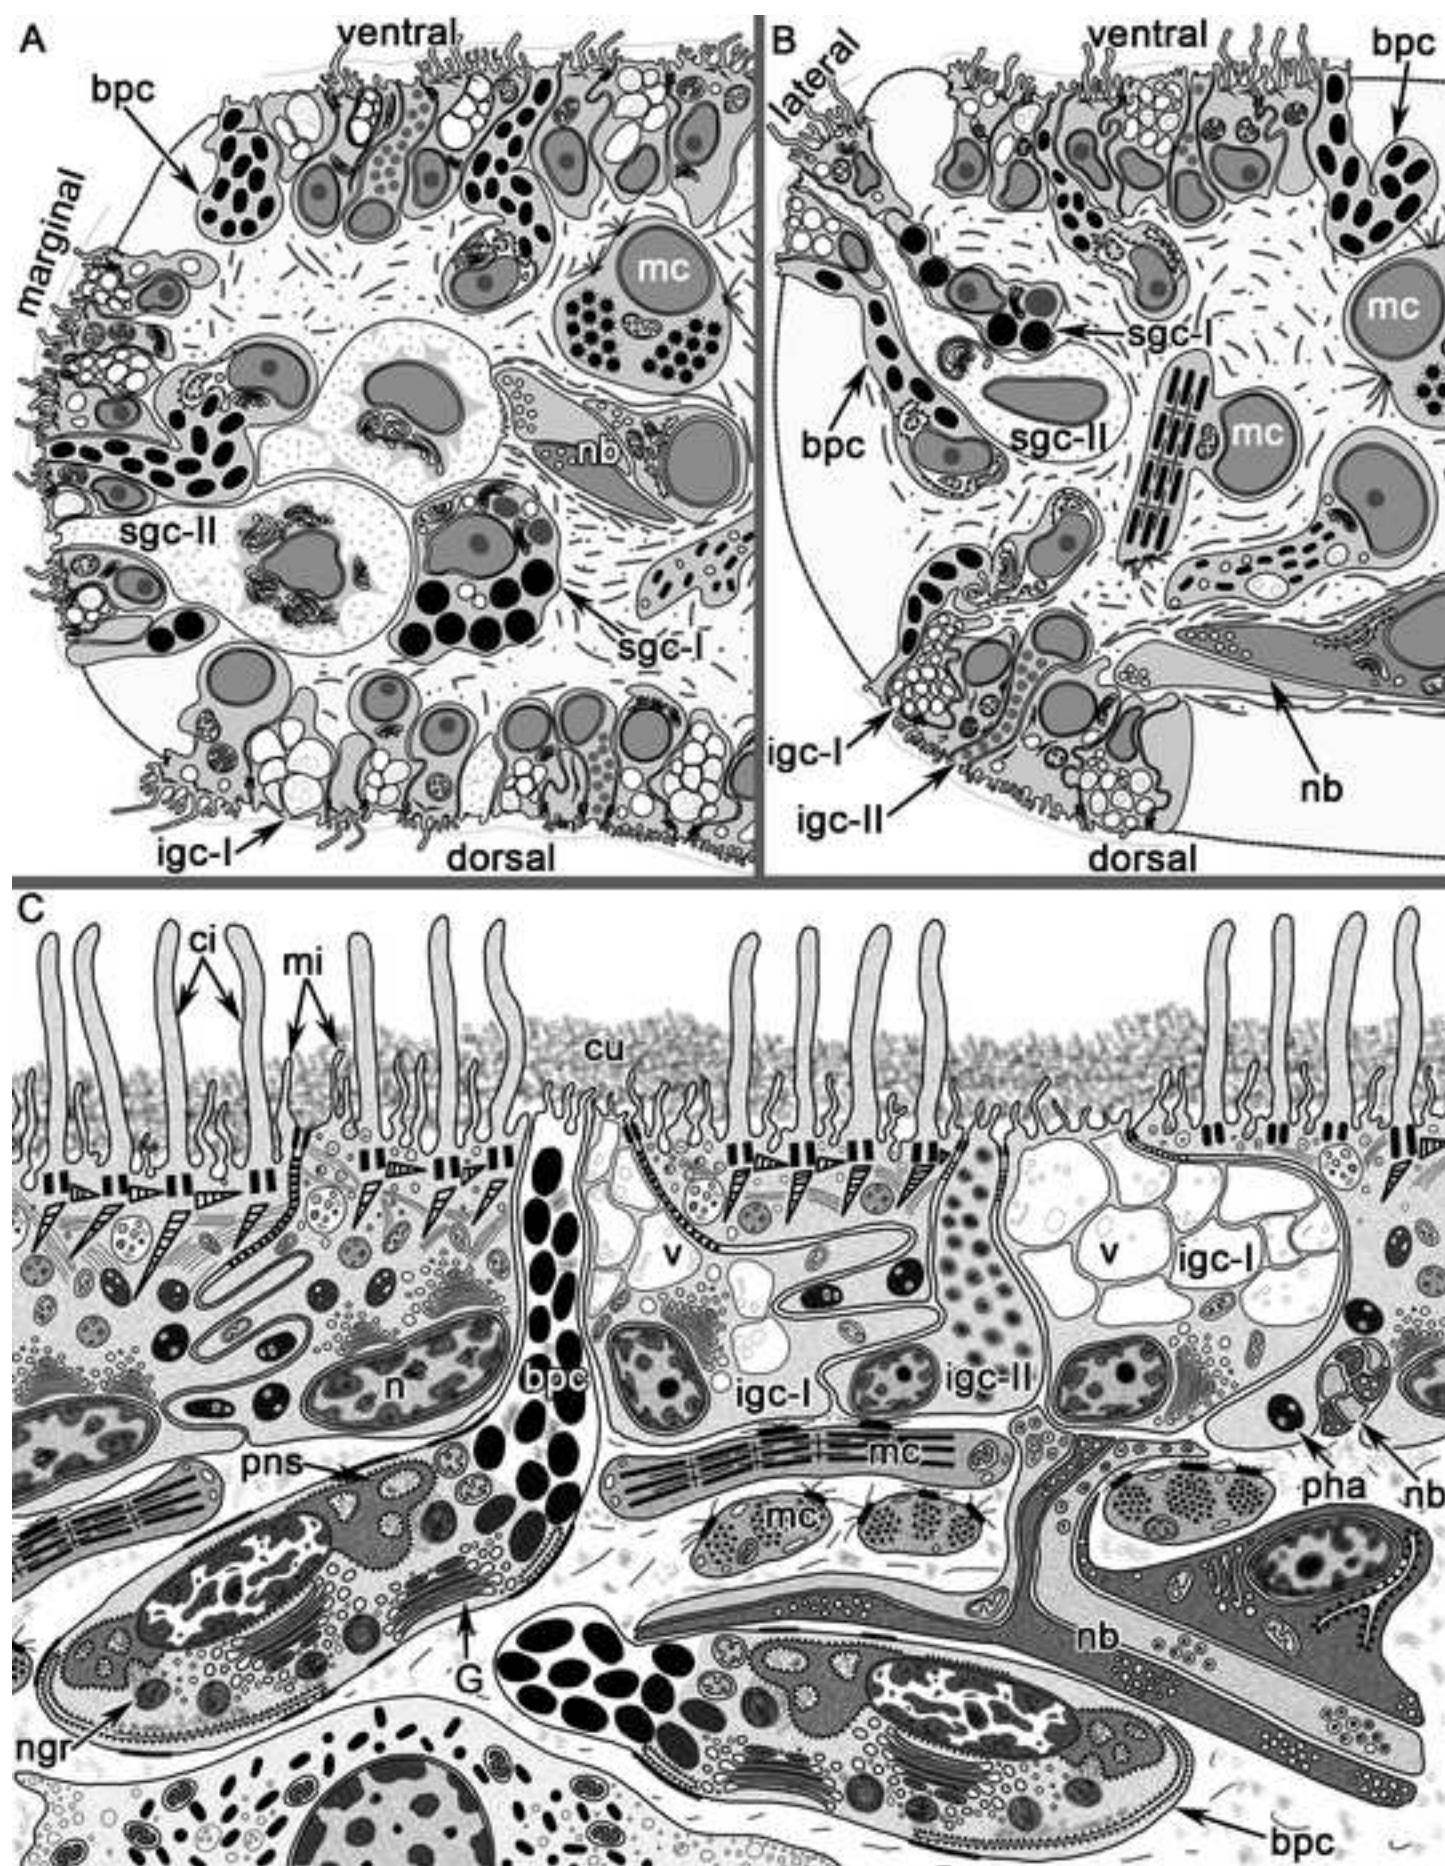 A
ventral
bpc
marginal
mc
nb
sgc-II
sgc-I
igc-I
dorsal
B
ventral
bpc
lateral
sgc-I
mc
bpc
sgc-II
mc
igc-I
nb
igc-II
dorsal
C
ci
mi
cu
v
v
igc-I
n
bpc
igc-I
igc-II
pns
mc
pha
nb
mc
nb
G
ngr
bpc